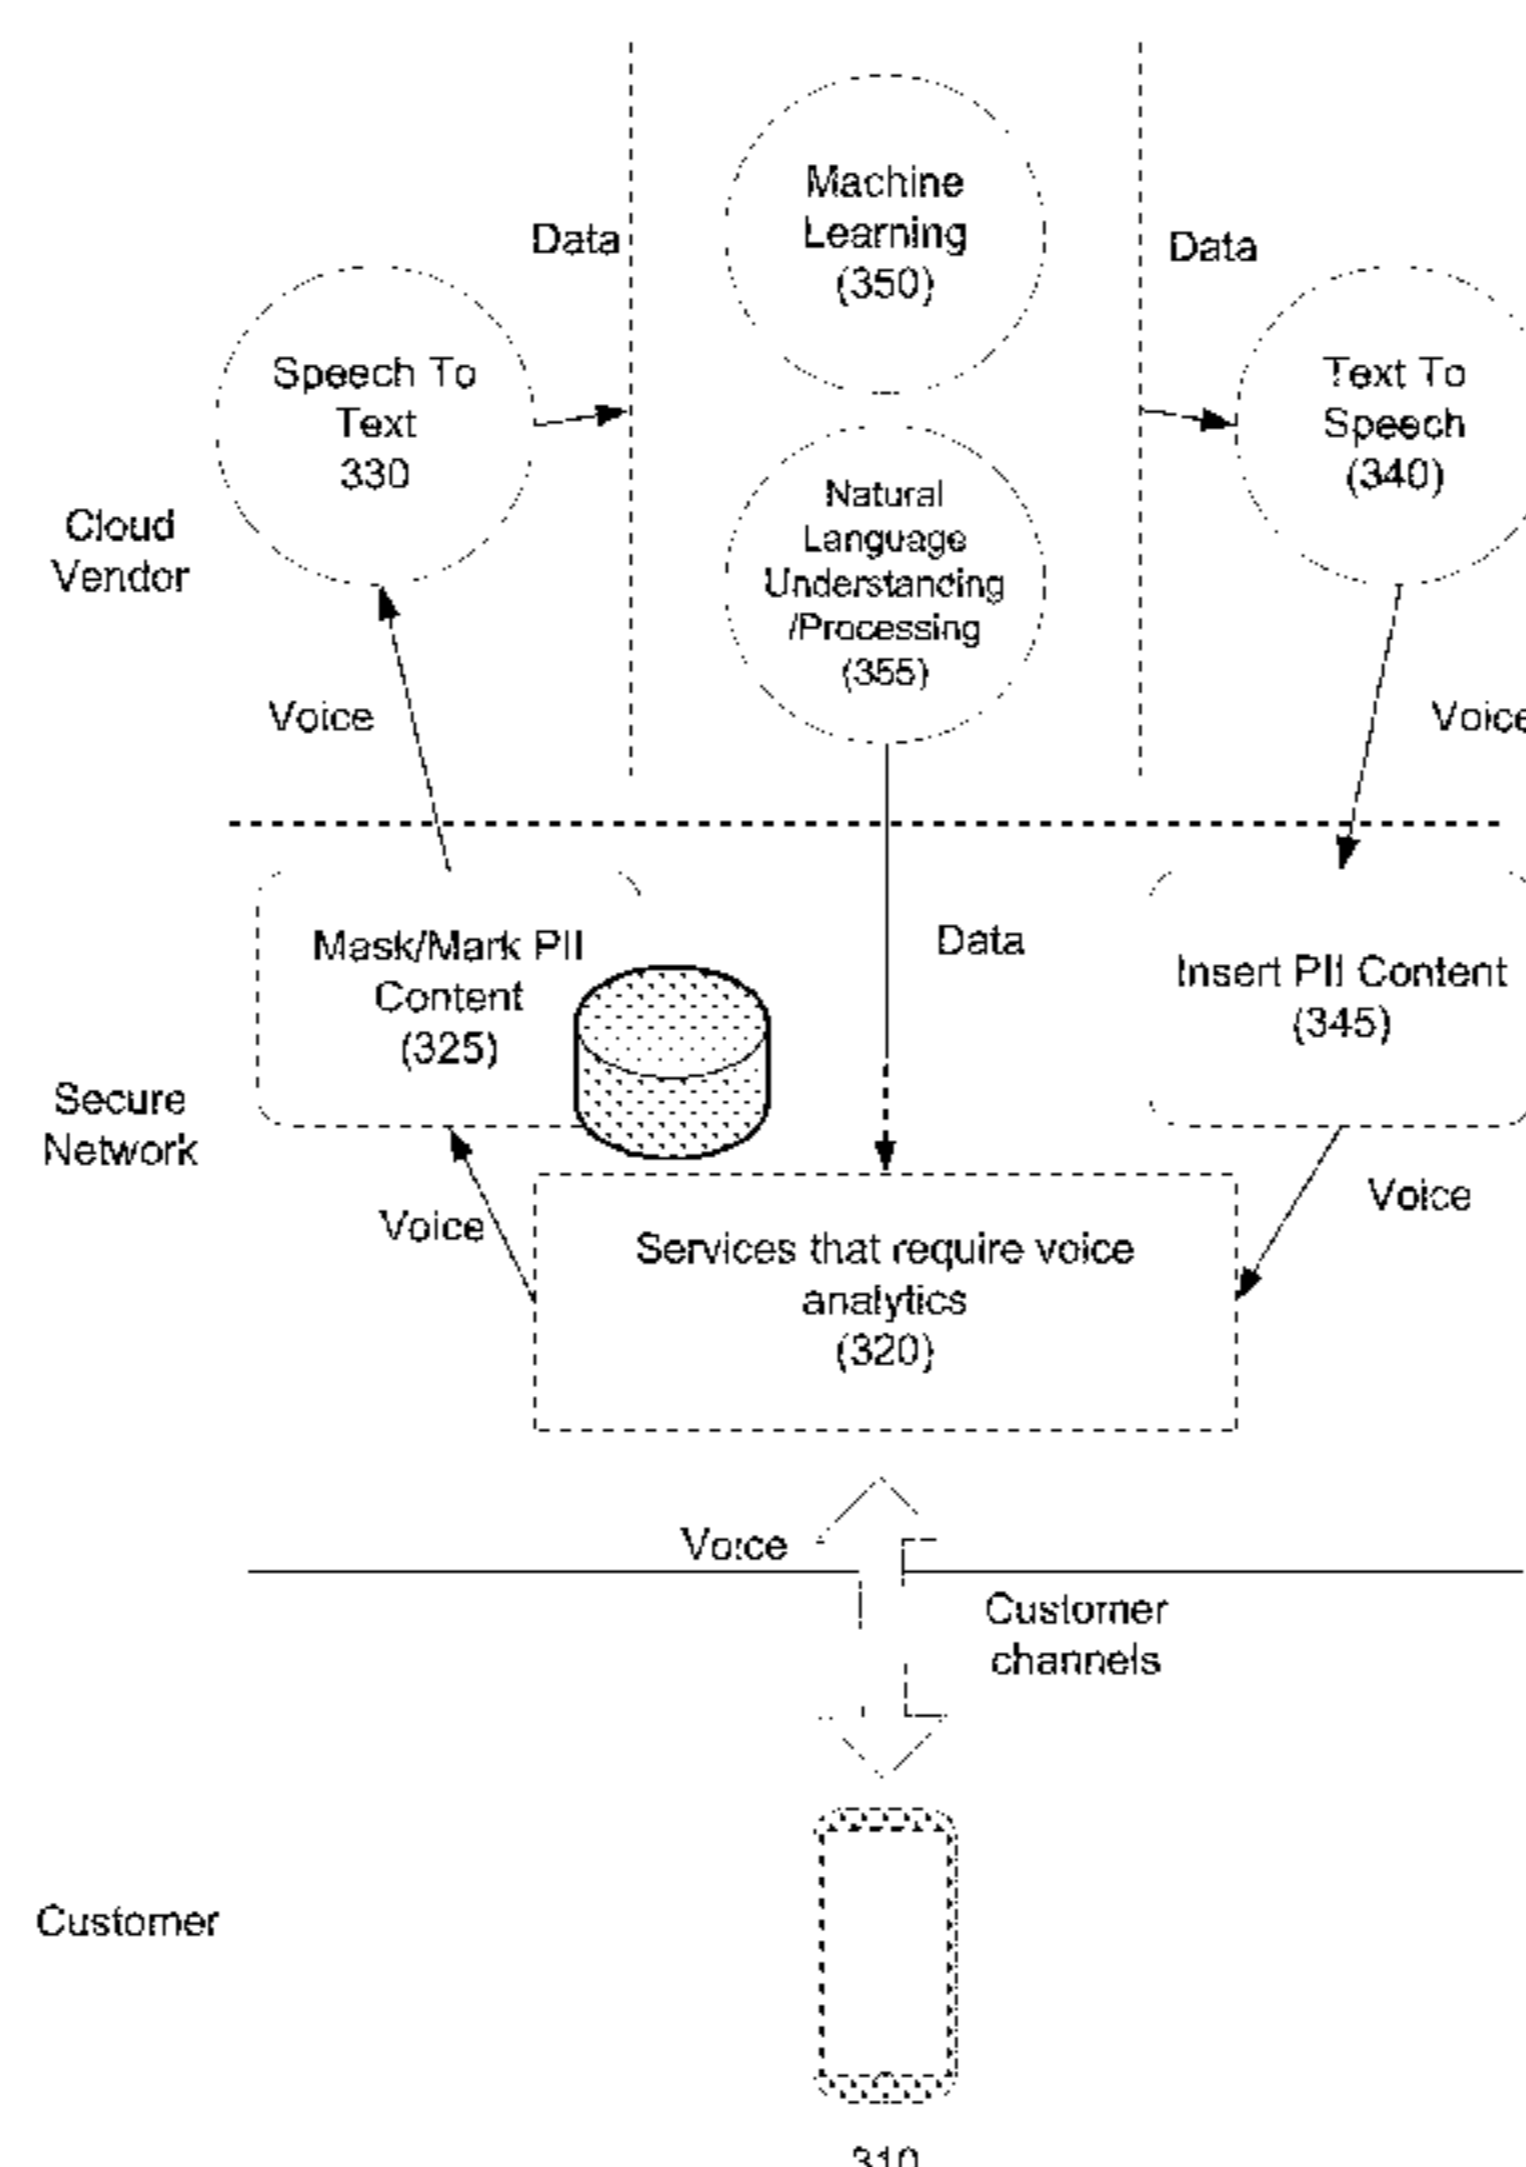 Machine
Learning
(350)
Data
Data
Speech To
Text
330
Text To
Speech
(340)
Natural
Language
Understanding
/Processing
(355)
Cloud
Vendor
Voice
Voice
Mask/Mark PII
Content
(325)
Data
Insert PII Content
(345)
Secure
Network
Voice
Voice
Services that require voice
analytics
(320)
Voice
Customer
channels
Customer
310